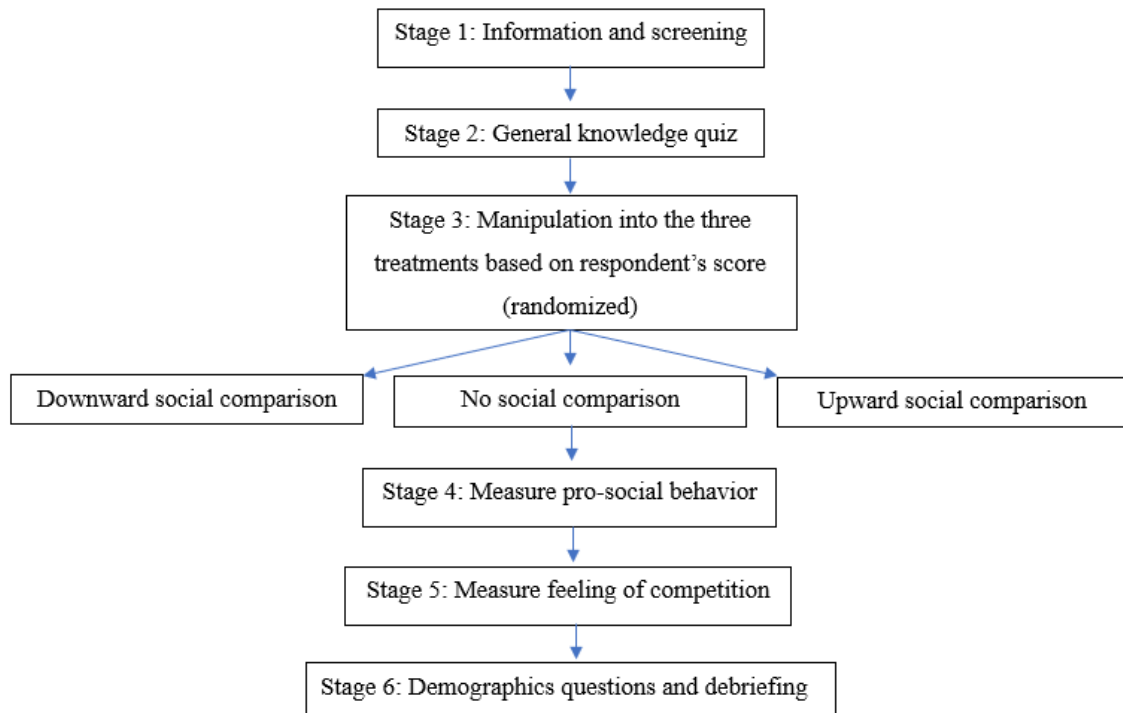 Stage 1: Information and screening
Stage 2: General knowledge quiz
Stage 3: Manipulation into the three
treatments based on respondent’s score
(randomized)
Downward social comparison
No social comparison
Upward social comparison
Stage 4: Measure pro-social behavior
Stage 5: Measure feeling of competition
Stage 6: Demographics questions and debriefing